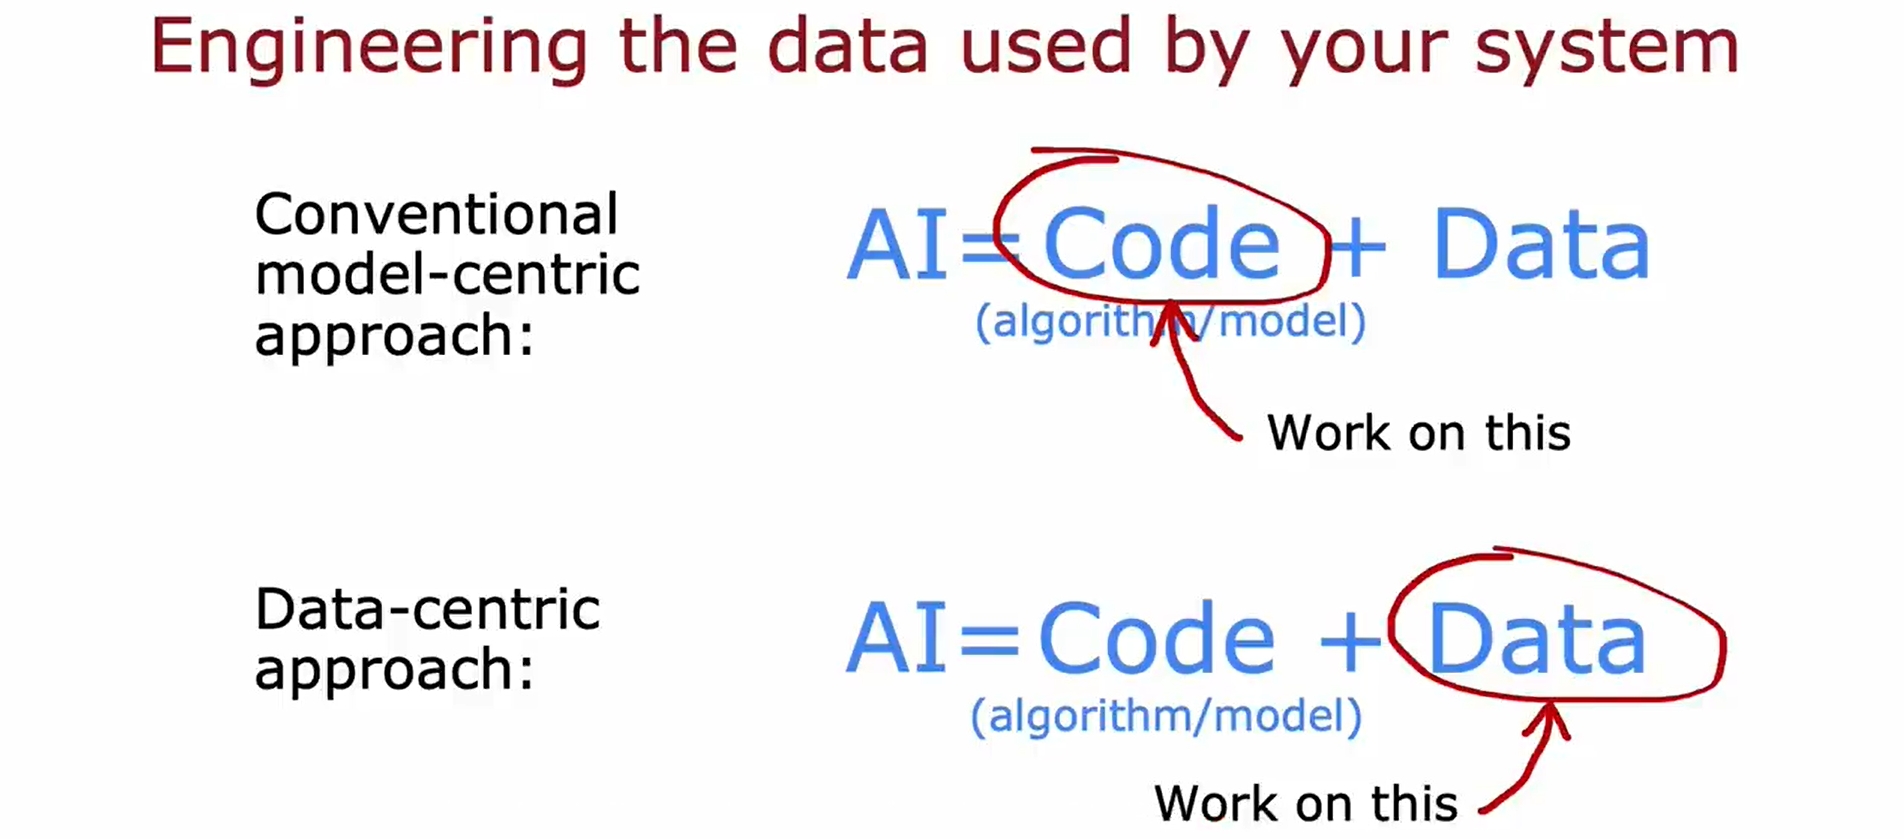 Engineering the data used by your system
Conventional
model-centric
approach:
AI= Code + Data
(algorithm/model)
Work on this
Data-centric
approach:
AI= Code + Data
(algorithm/model)
Work on this